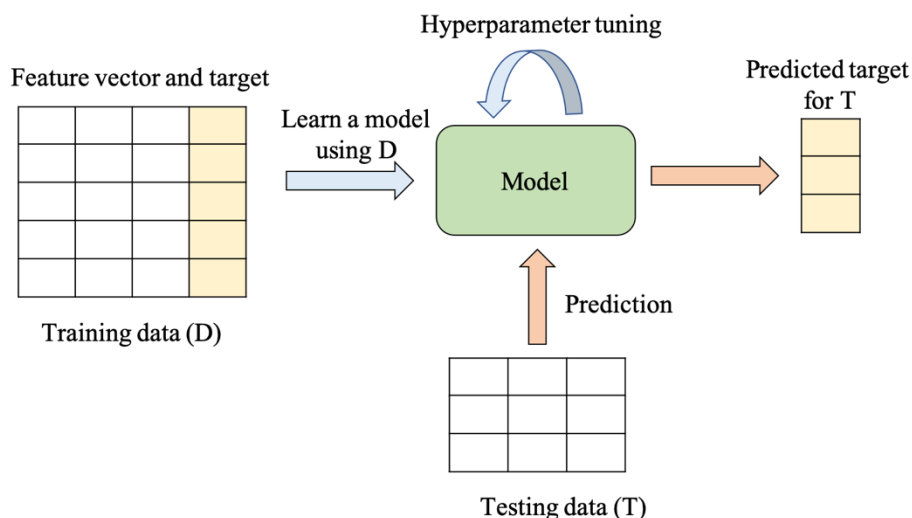 Hyperparameter tuning
Feature vector and target
Predicted target
for T
Learn a model
using D
Model
Prediction
Training data (D)
Testing data (T)